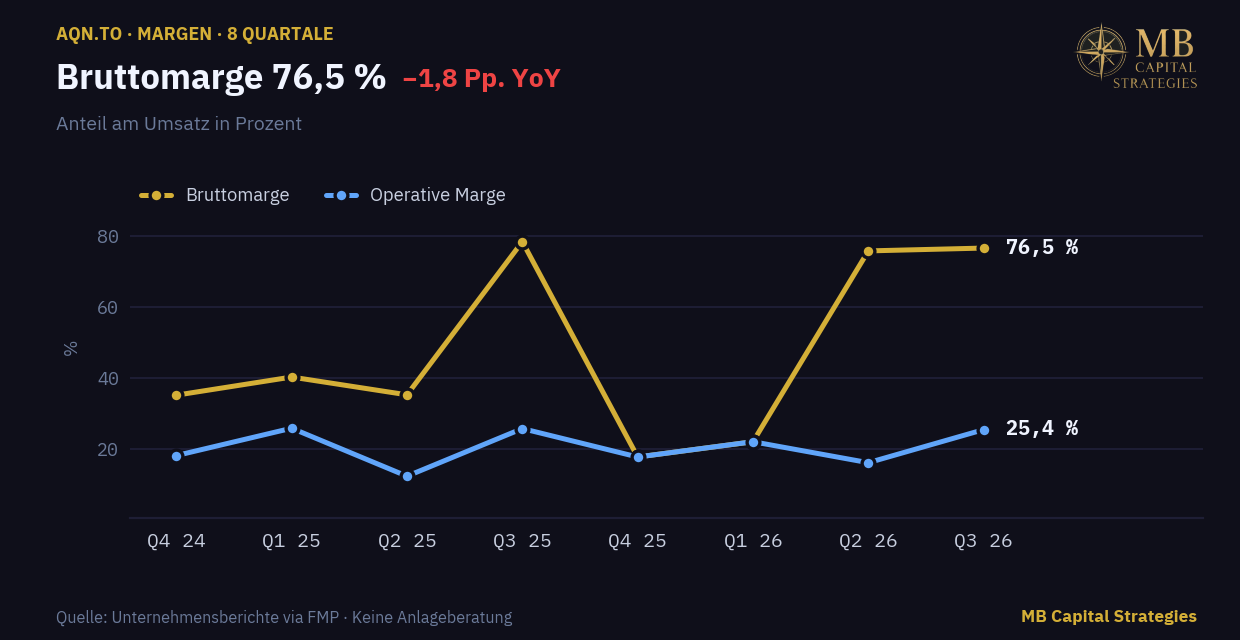 AQN.TO · MARGEN · 8 QUARTALE
MB
CAPITAL
STRATEGIES
Bruttomarge 76,5 % −1,8 Pp. YoY
Anteil am Umsatz in Prozent
Bruttomarge Operative Marge
80
76,5 %
60
%
40
25,4 %
20
Q4 24 Q1 25 Q2 25 Q3 25 Q4 25 Q1 26 Q2 26 Q3 26
Quelle: Unternehmensberichte via FMP · Keine Anlageberatung
MB Capital Strategies